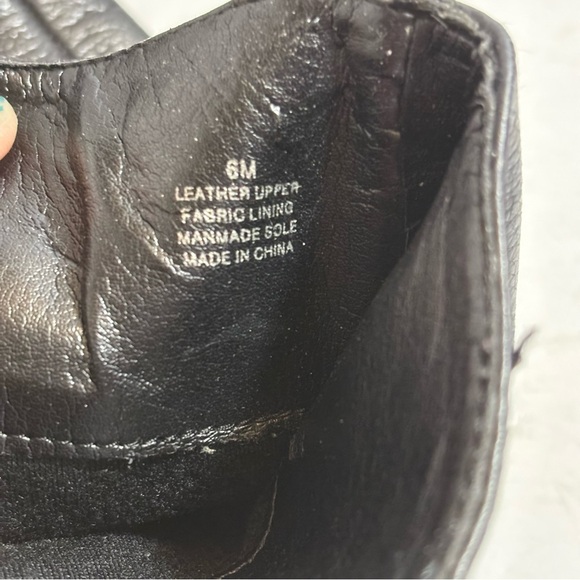 6M
LEATHER UPPER
FABRIC LINING
MANMADE SOLE
MADE IN CHINA